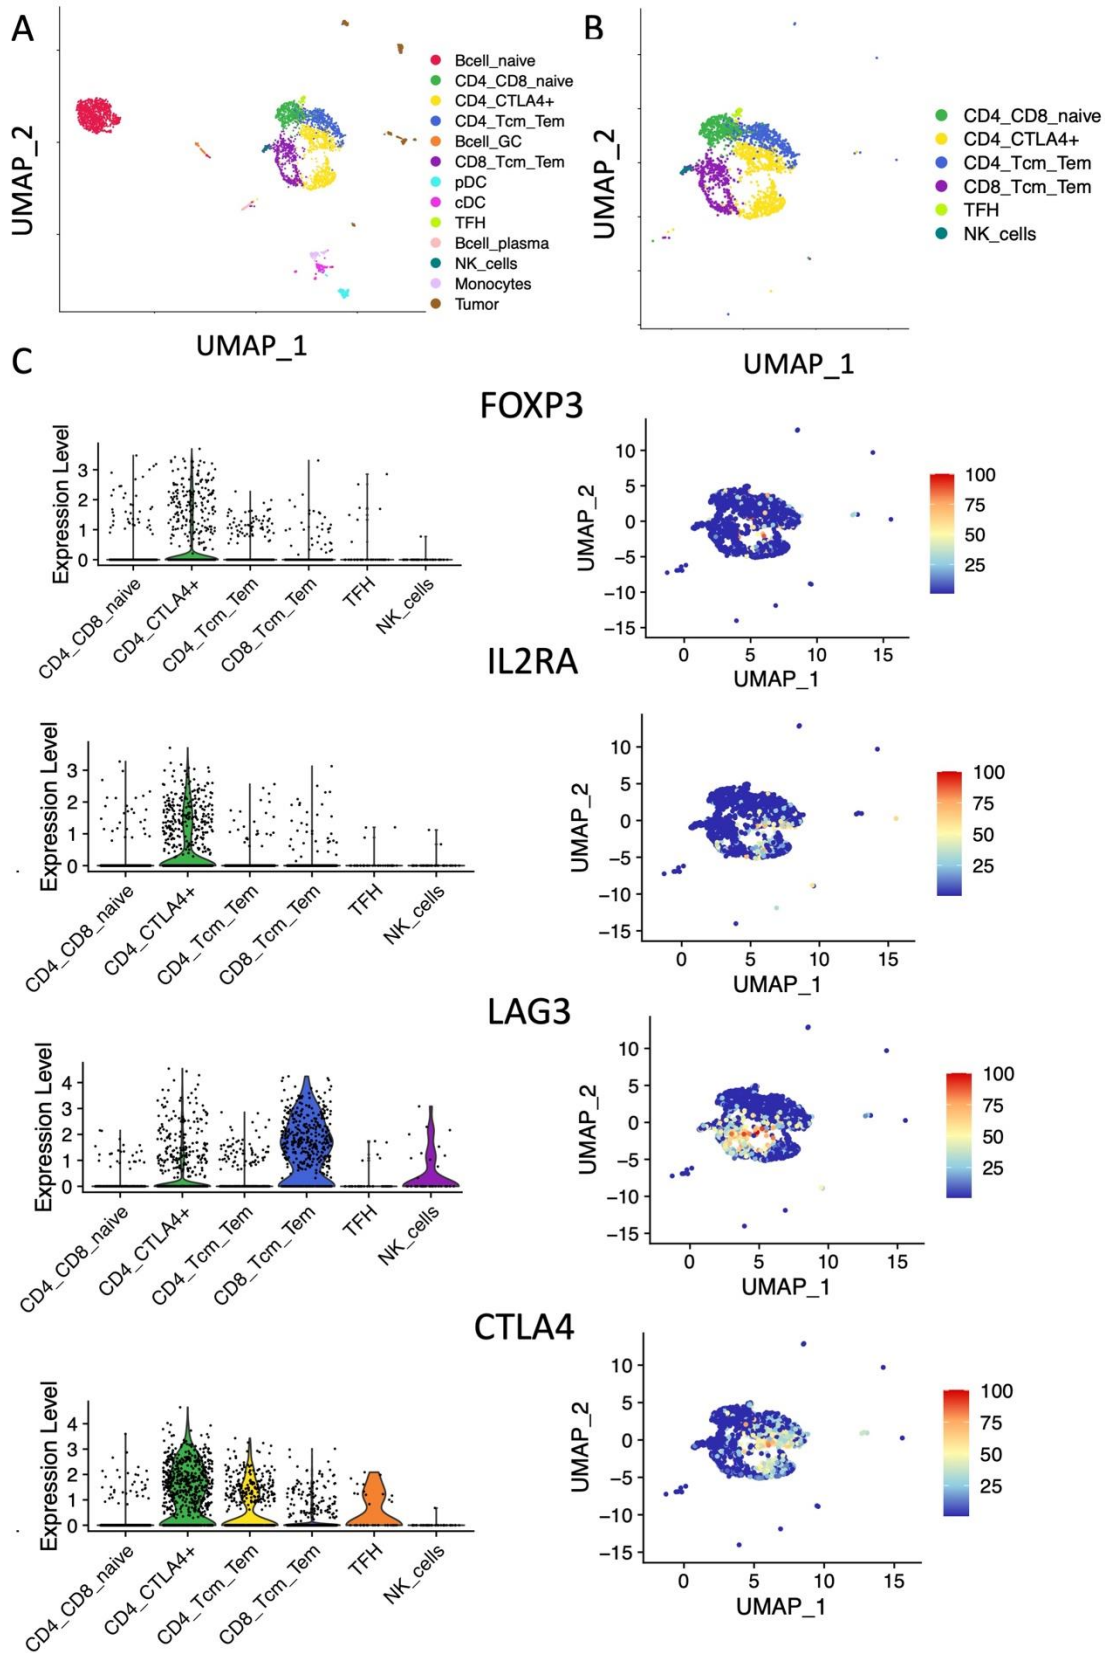 A
UMAP_2
UMAP_1
Bcell_naive
CD4_CD8_naive
CD4_CTLA4+
CD4_Tcm_Tem
Bcell_GC
CD8_Tcm_Tem
pDC
cDC
TFH
Bcell_plasma
NK_cells
Monocytes
Tumor
B
UMAP_2
UMAP_1
CD4_CD8_naive
CD4_CTLA4+
CD4_Tcm_Tem
CD8_Tcm_Tem
TFH
NK_cells
C
FOXP3
Expression Level
3
2
1
0
CD4_CD8_naive
CD4_CTLA4+
CD4_Tcm_Tem
CD8_Tcm_Tem
TFH
NK_cells
UMAP_2
10
5
0
−5
−10
−15
0
5
10
15
UMAP_1
100
75
50
25
IL2RA
Expression Level
3
2
1
0
CD4_CD8_naive
CD4_CTLA4+
CD4_Tcm_Tem
CD8_Tcm_Tem
TFH
NK_cells
UMAP_2
10
5
0
−5
−10
−15
0
5
10
15
UMAP_1
100
75
50
25
LAG3
Expression Level
4
3
2
1
0
CD4_CD8_naive
CD4_CTLA4+
CD4_Tcm_Tem
CD8_Tcm_Tem
TFH
NK_cells
UMAP_2
10
5
0
−5
−10
−15
0
5
10
15
UMAP_1
100
75
50
25
CTLA4
Expression Level
4
3
2
1
0
CD4_CD8_naive
CD4_CTLA4+
CD4_Tcm_Tem
CD8_Tcm_Tem
TFH
NK_cells
UMAP_2
10
5
0
−5
−10
−15
0
5
10
15
UMAP_1
100
75
50
25